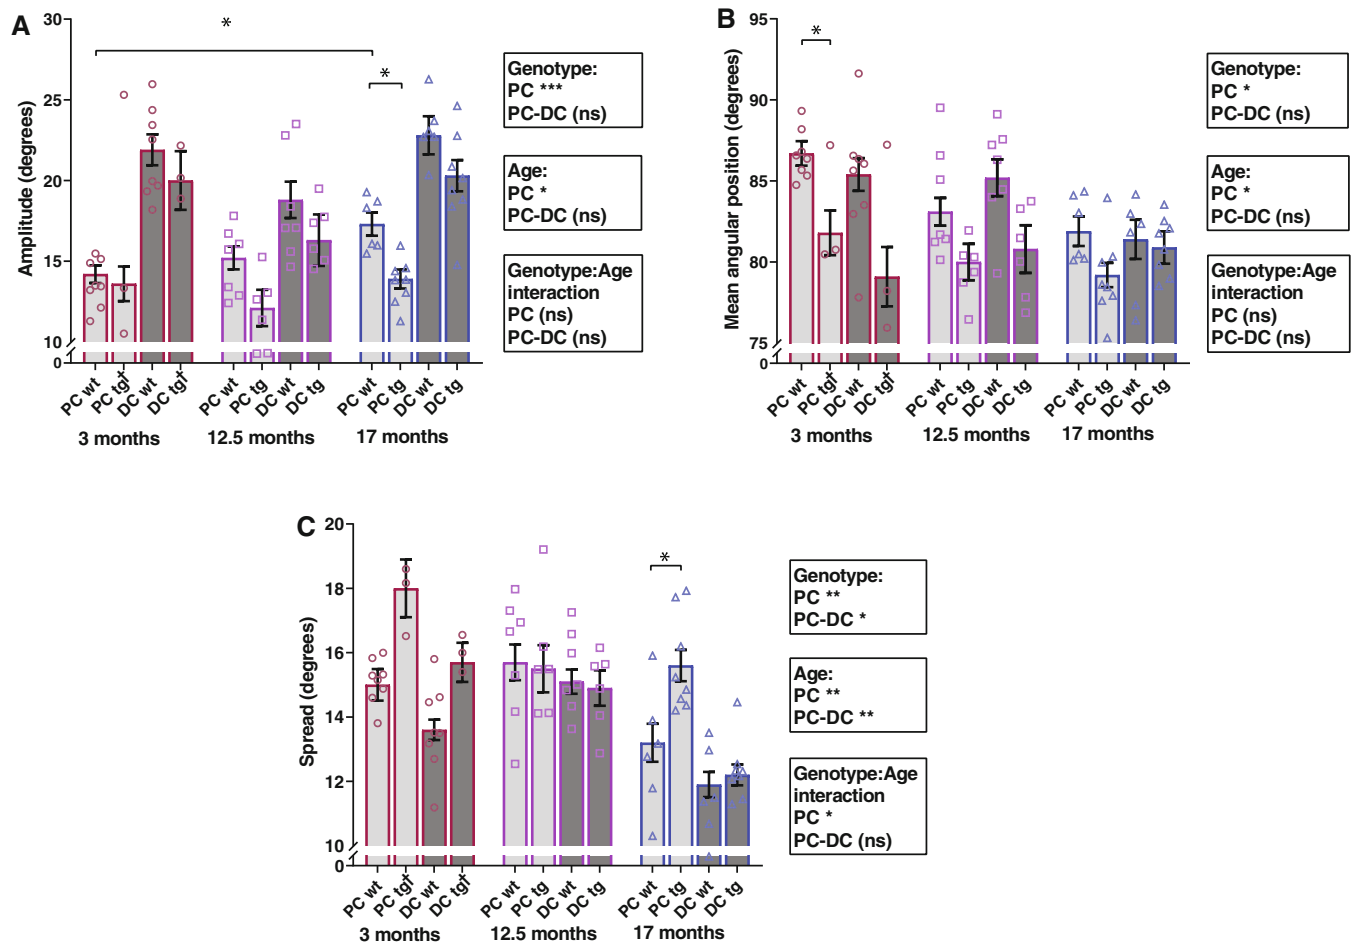 A
30
25
20
15
10
0
Amplitude (degrees)
*
*
PC wt
PC tg†
DC wt
DC tg†
PC wt
PC tg
DC wt
DC tg
PC wt
PC tg
DC wt
DC tg
3 months
12.5 months
17 months
Genotype:
PC ***
PC-DC (ns)
Age:
PC *
PC-DC (ns)
Genotype:Age
interaction
PC (ns)
PC-DC (ns)
B
95
90
85
80
75
0
Mean angular position (degrees)
*
PC wt
PC tg†
DC wt
DC tg†
PC wt
PC tg
DC wt
DC tg
PC wt
PC tg
DC wt
DC tg
3 months
12.5 months
17 months
Genotype:
PC *
PC-DC (ns)
Age:
PC *
PC-DC (ns)
Genotype:Age
interaction
PC (ns)
PC-DC (ns)
C
20
18
16
14
12
10
0
Spread (degrees)
*
PC wt
PC tg†
DC wt
DC tg†
PC wt
PC tg
DC wt
DC tg
PC wt
PC tg
DC wt
DC tg
3 months
12.5 months
17 months
Genotype:
PC **
PC-DC *
Age:
PC **
PC-DC **
Genotype:Age
interaction
PC *
PC-DC (ns)